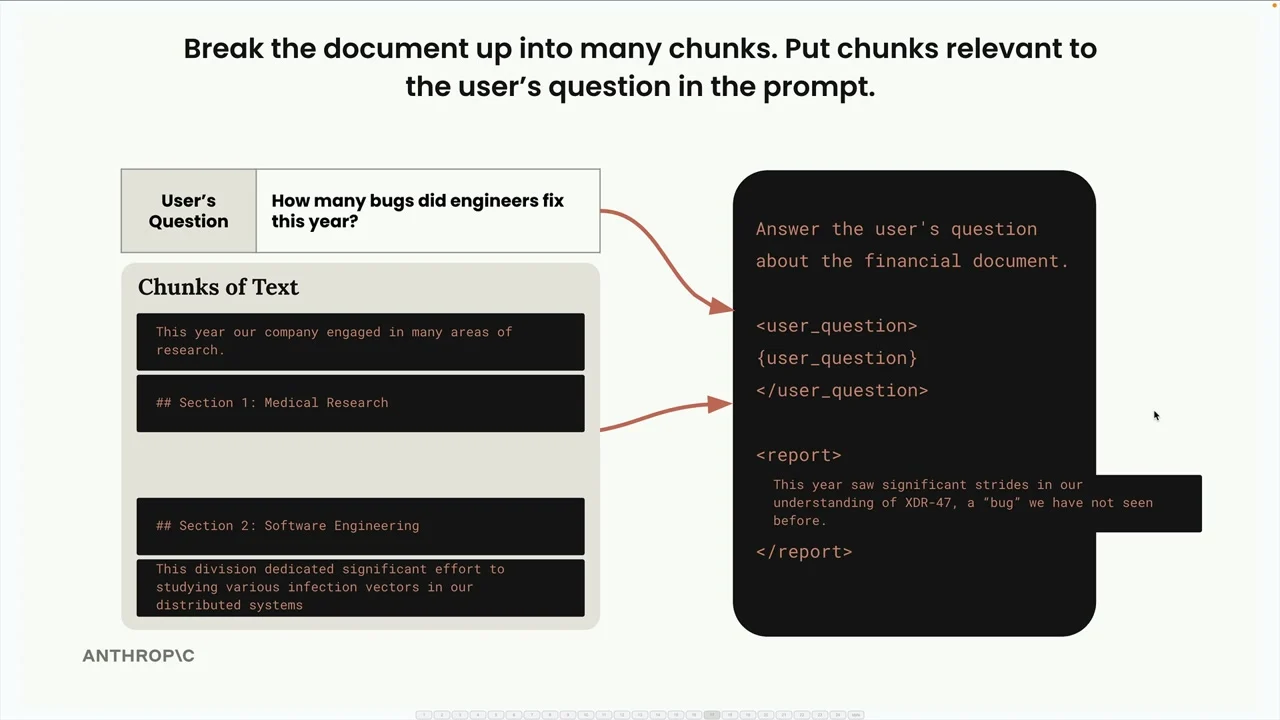 Break the document up into many chunks. Put chunks relevant to
the user's question in the prompt.
User's
Question
How many bugs did engineers fix
this year?
Chunks of Text
This year our company engaged in many areas of
research.
## Section 1: Medical Research
## Section 2: Software Engineering
This division dedicated significant effort to
studying various infection vectors in our
distributed systems
Answer the user's question
about the financial document.
<user_question>
{user_question}
</user_question>
<report>
This year saw significant strides in our
understanding of XDR-47, a “bug” we have not seen
before.
</report>
ANTHROP\C